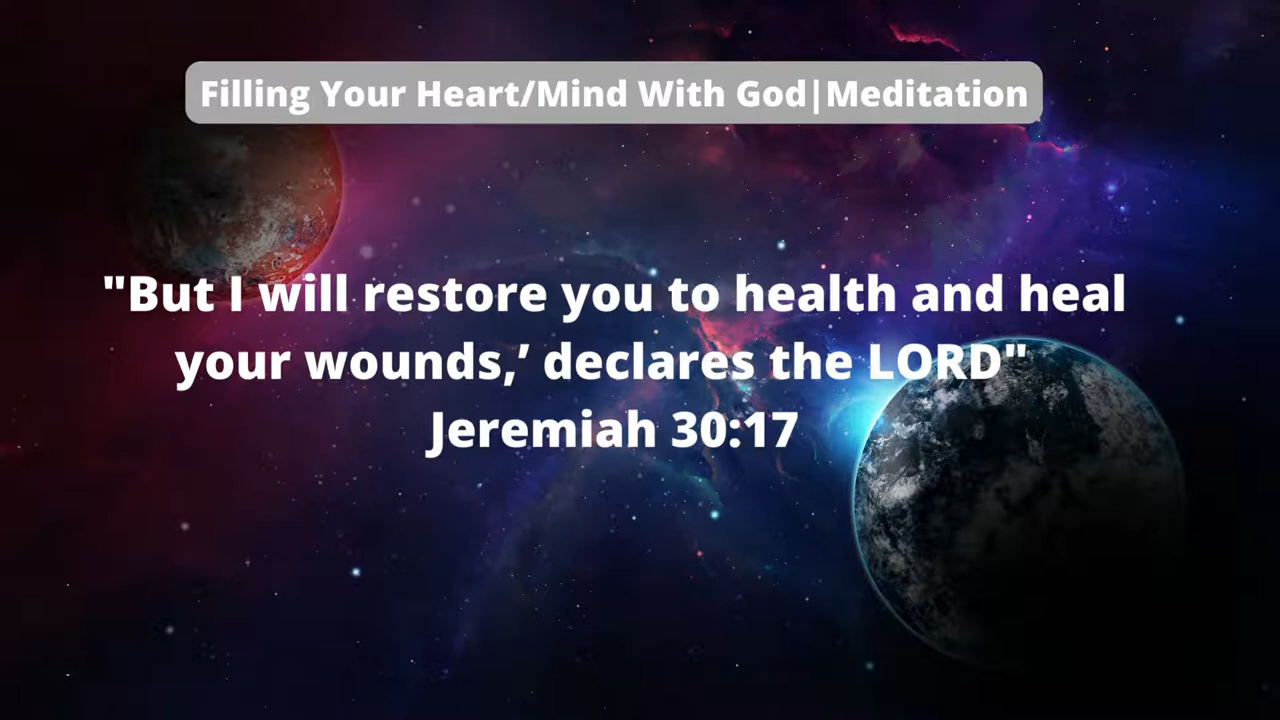 Filling Your Heart/Mind With God|Meditation
"But I will restore you to health and heal
your wounds,’ declares the LORD"
Jeremiah 30:17